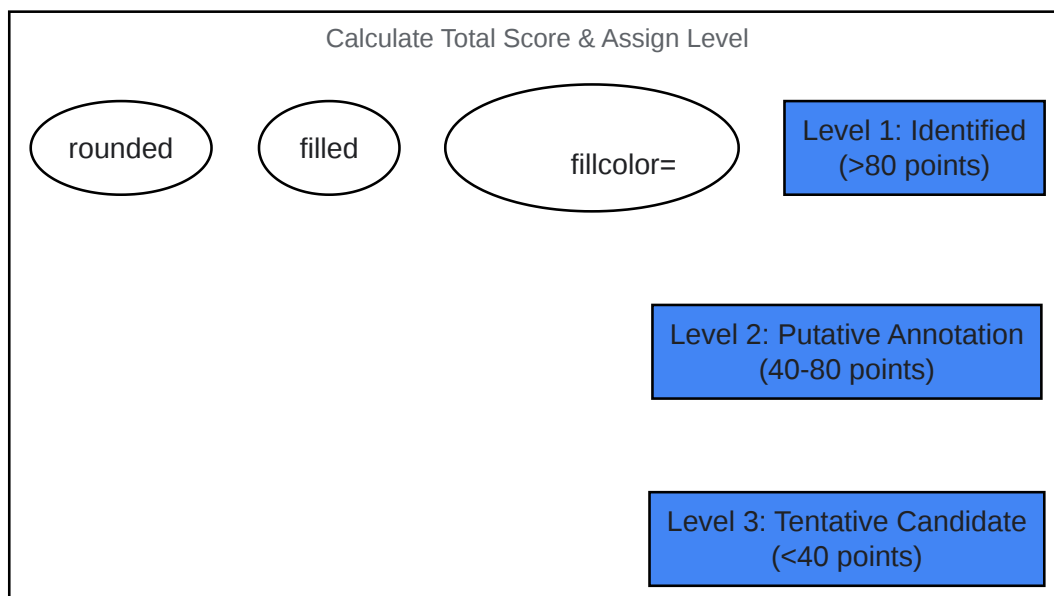 Calculate Total Score & Assign Level
rounded
filled
fillcolor=
Level 1: Identified
(>80 points)
Level 2: Putative Annotation
(40-80 points)
Level 3: Tentative Candidate
(<40 points)